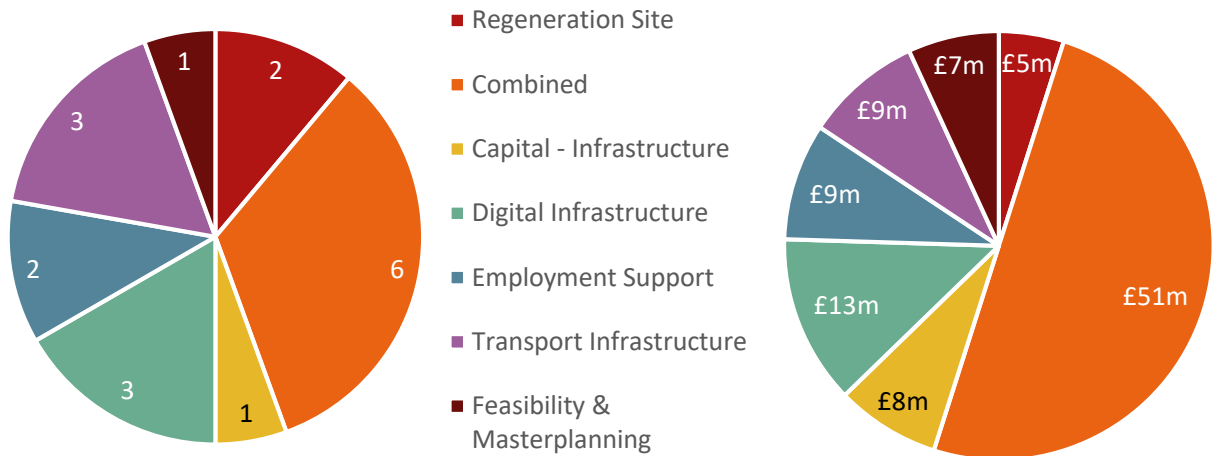 1
2
3
6
2
3
1
Regeneration Site
Combined
Capital - Infrastructure
Digital Infrastructure
Employment Support
Transport Infrastructure
Feasibility &
Masterplanning
£7m
£5m
£9m
£9m
£51m
£13m
£8m